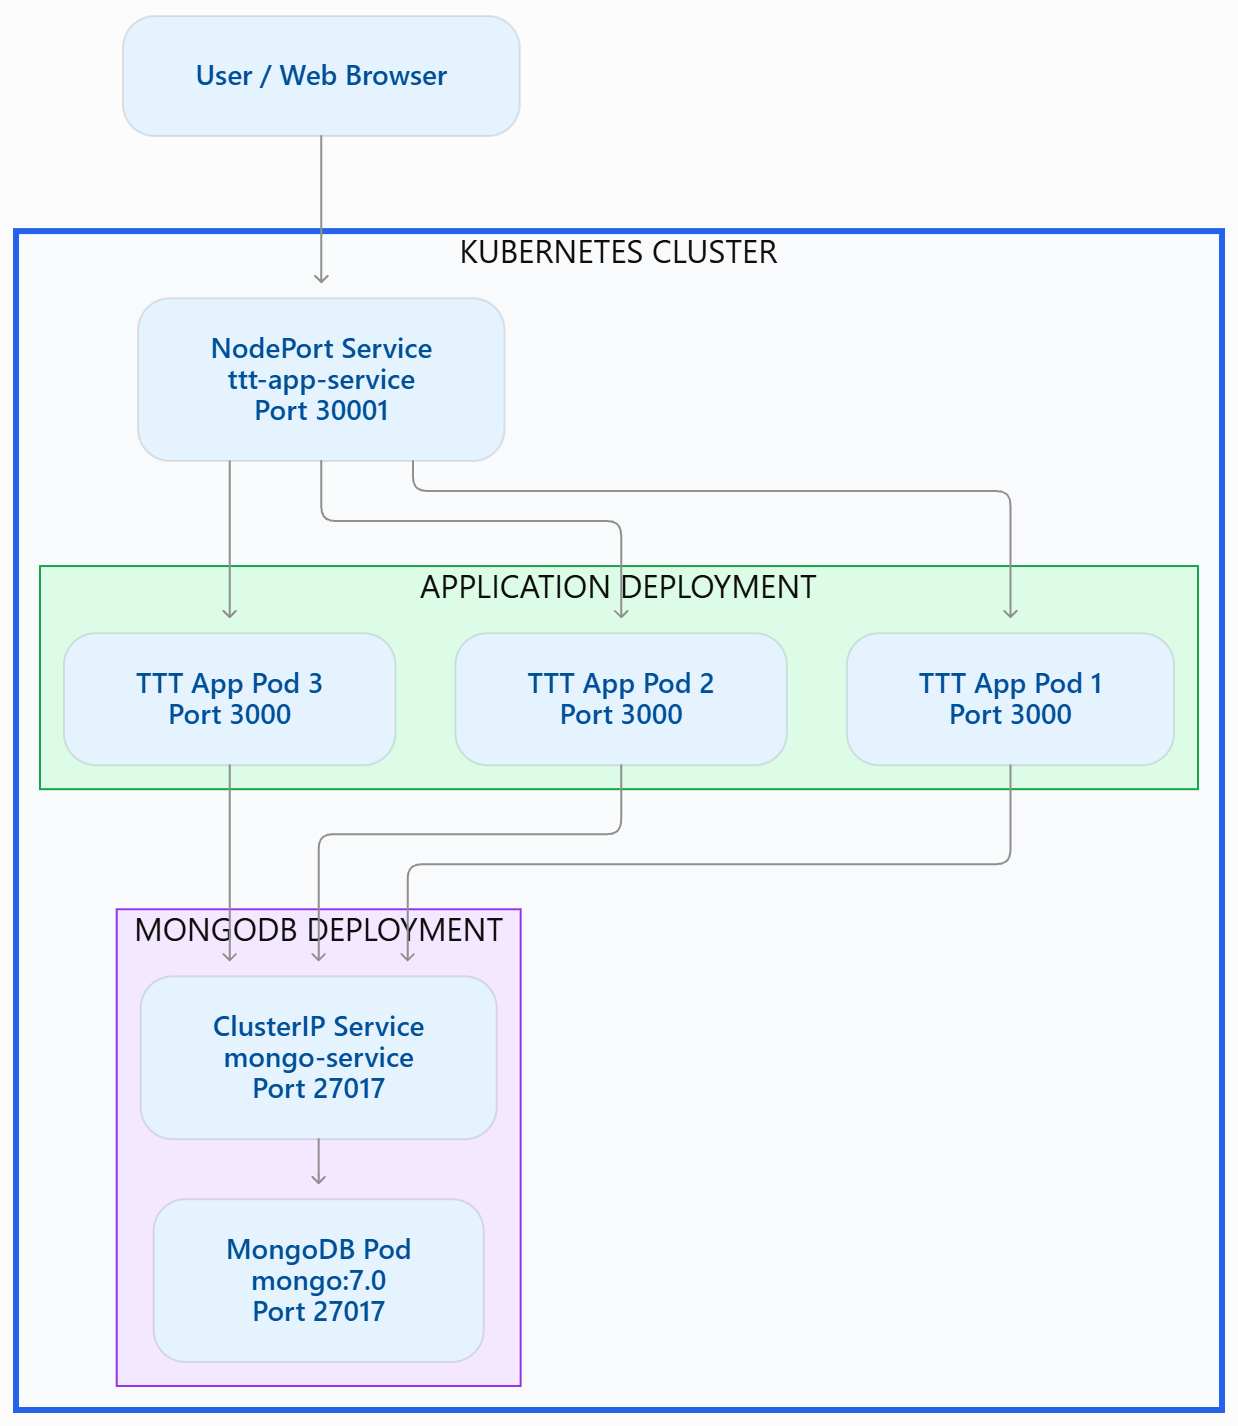 User / Web Browser
KUBERNETES CLUSTER
NodePort Service
ttt-app-service
Port 30001
APPLICATION DEPLOYMENT
TTT App Pod 3
Port 3000
TTT App Pod 2
Port 3000
TTT App Pod 1
Port 3000
MONGODB DEPLOYMENT
ClusterIP Service
mongo-service
Port 27017
MongoDB Pod
mongo:7.0
Port 27017